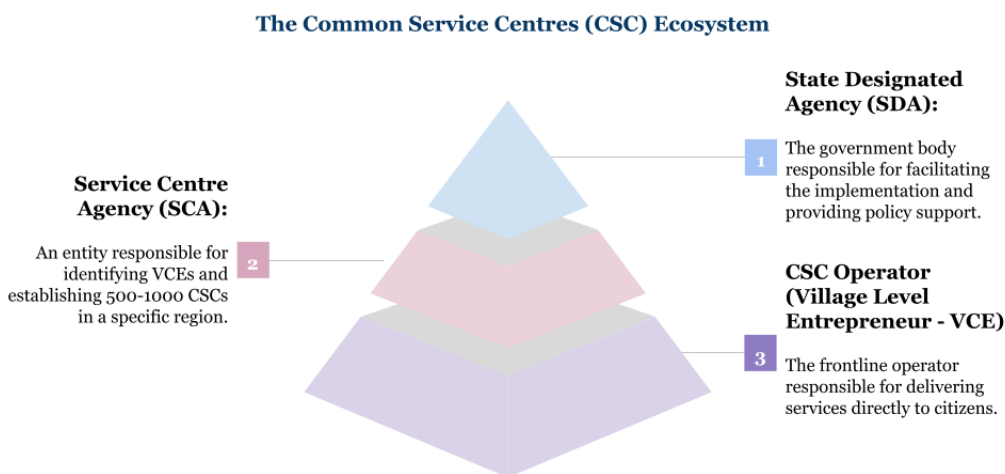 The Common Service Centres (CSC) Ecosystem
State Designated
Agency (SDA):
1
The government body
responsible for facilitating
the implementation and
providing policy support.
Service Centre
Agency (SCA):
An entity responsible for
identifying VCEs and
establishing 500-1000 CSCs
in a specific region.
2
CSC Operator
(Village Level
Entrepreneur - VCE)
3
The frontline operator
responsible for delivering
services directly to citizens.